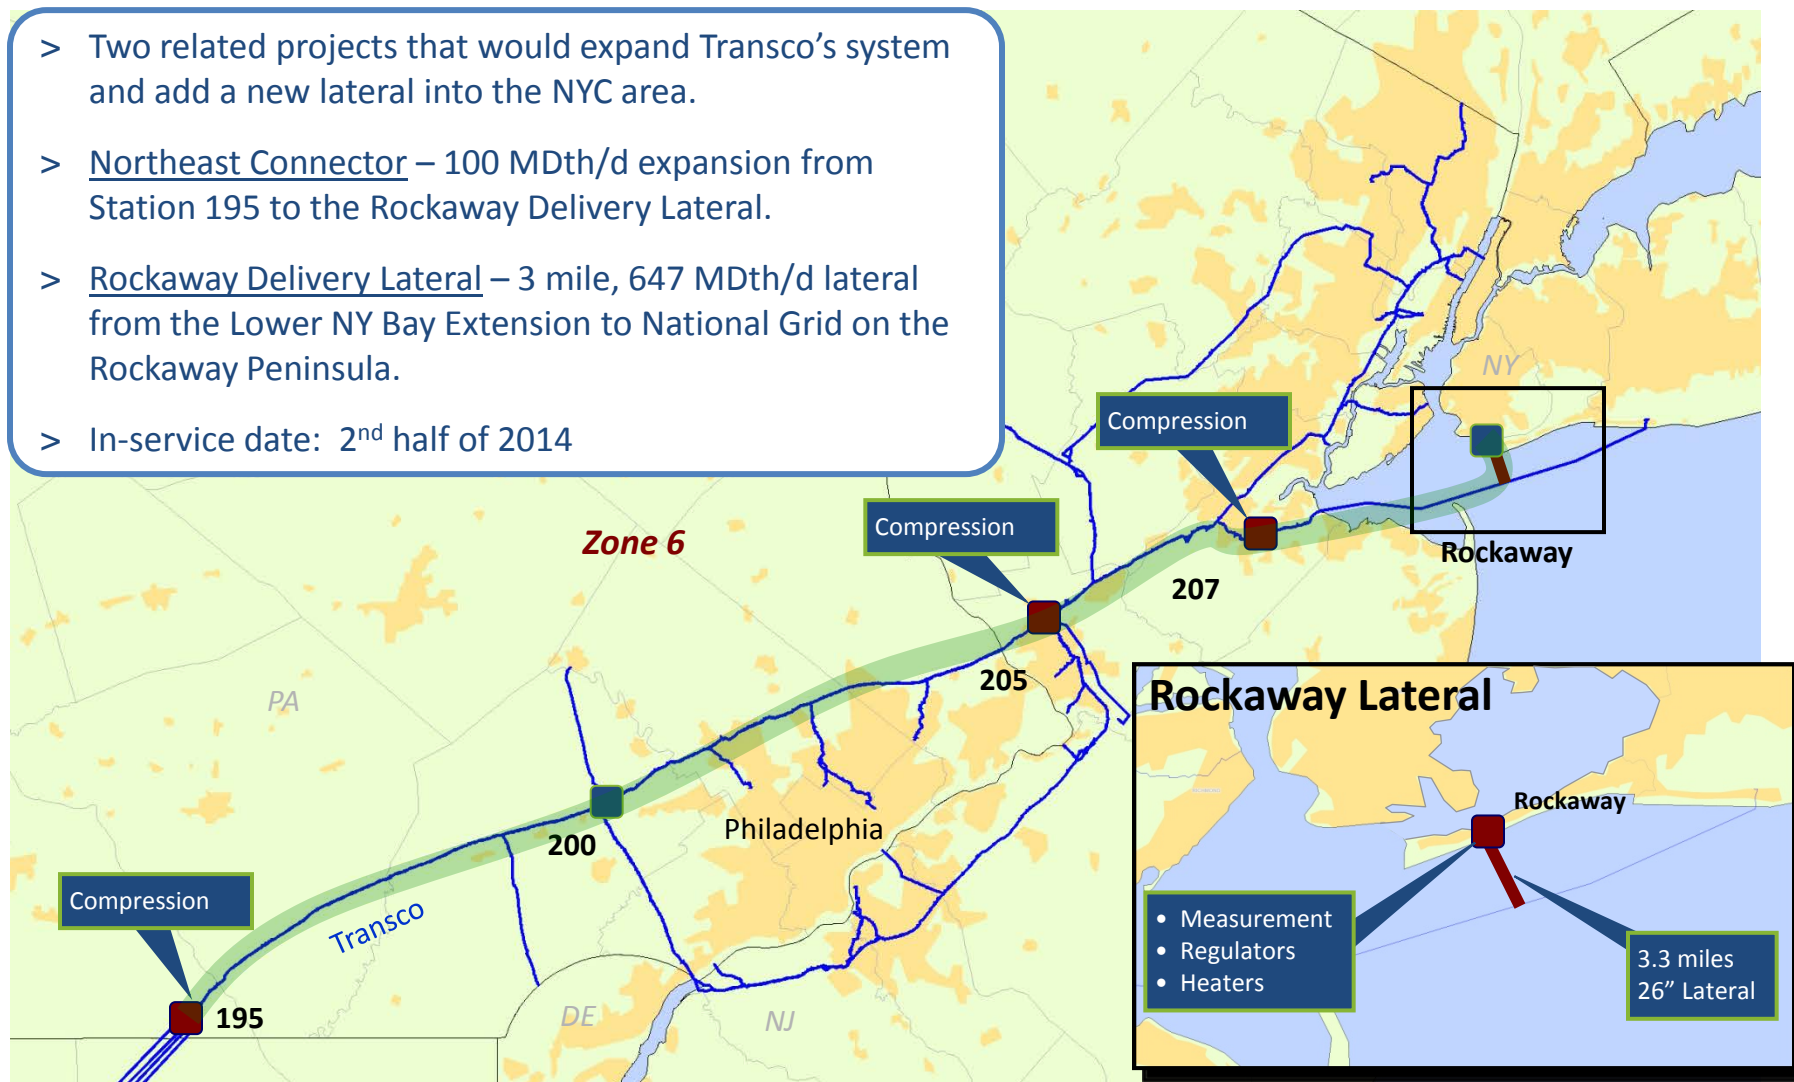 > Two related projects that would expand Transco’s system
and add a new lateral into the NYC area.
> Northeast Connector – 100 MDth/d expansion from
Station 195 to the Rockaway Delivery Lateral.
> Rockaway Delivery Lateral – 3 mile, 647 MDth/d lateral
from the Lower NY Bay Extension to National Grid on the
Rockaway Peninsula.
> In-service date: 2nd half of 2014
NY
Compression
Compression
Zone 6
Rockaway
207
205
PA
Philadelphia
200
Compression
Transco
195
DE
NJ
Rockaway Lateral
Rockaway
• Measurement
• Regulators
• Heaters
3.3 miles
26” Lateral